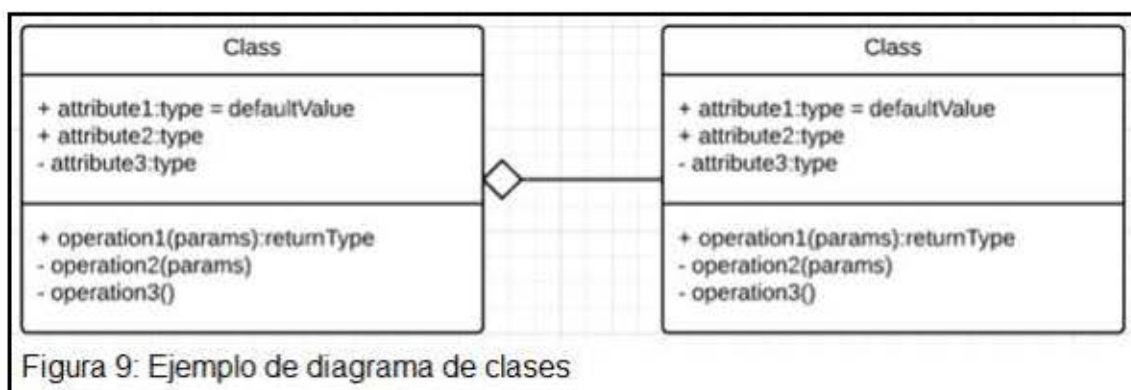 Class
+ attribute1:type = defaultValue
+ attribute2:type
- attribute3:type
+ operation1(params):returnType
- operation2(params)
- operation3()
Class
+ attribute1:type = defaultValue
+ attribute2:type
- attribute3:type
+ operation1(params):returnType
- operation2(params)
- operation3()
Figura 9: Ejemplo de diagrama de clases